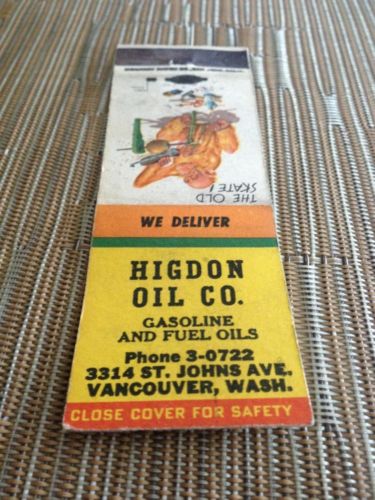 THE OLD
SKATE!
WE DELIVER
HIGDON
OIL CO.
GASOLINE
AND FUEL OILS
Phone 3-0722
3314 ST. JOHNS AVE.
VANCOUVER, WASH.
CLOSE COVER FOR SAFETY